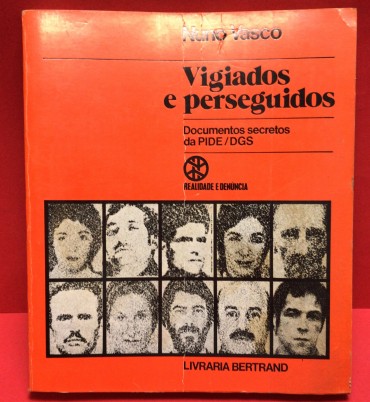 Nuno Vasco
Vigiados
e perseguidos
Documentos secretos
da PIDE/DGS
REALIDADE E DENÚNCIA
LIVRARIA BERTRAND